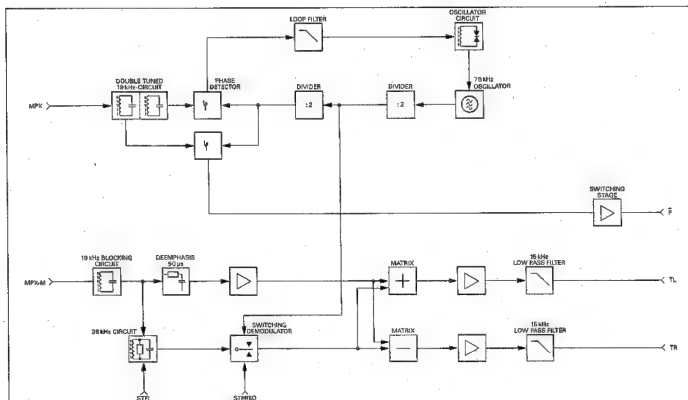 LOOP FILTER
OSCILLATOR
CIRCUIT
DOUBLE TUNED
19 kHz-CIRCUIT
PHASE
DETECTOR
DIVIDER
DIVIDER
76 kHz
OSCILLATOR
MPX
φ
:2
:2
φ
SWITCHING
STAGE
P
19 kHz BLOCKING
CIRCUIT
DEEMPHASIS
50 µs
MATRIX
15 kHz
LOW PASS FILTER
MPX-M
+
TL
38 kHz CIRCUIT
SWITCHING
DEMODULATOR
MATRIX
15 kHz
LOW PASS FILTER
—
TR
STEREO